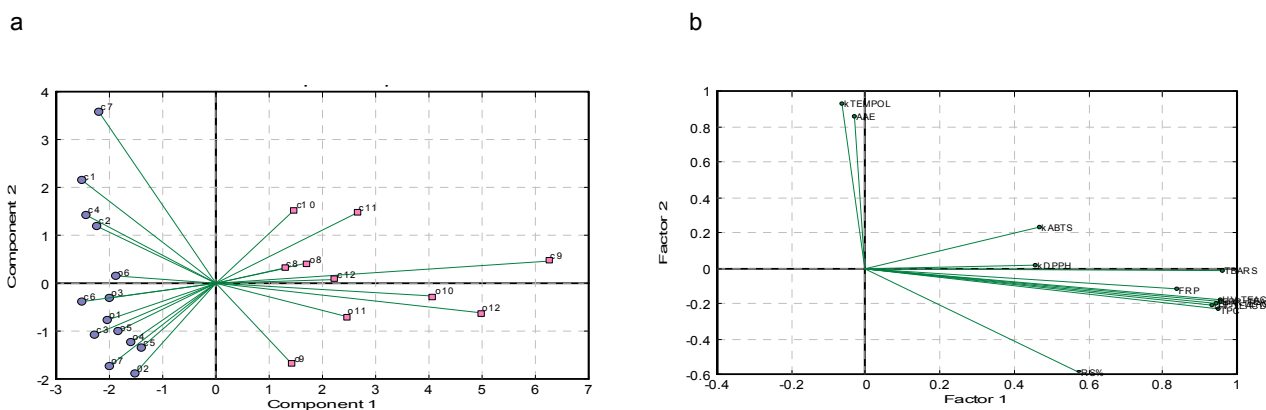 a
b
4
3
2
1
0
-1
-2
-3 -2 -1 0 1 2 3 4 5 6 7
Component 2
Component 1
c7
c1
c4
c2
o6
c6
o3
o1
c3
o5
o4
c5
o7
02
c10
c11
c8
o8
c12
c9
o10
o11
o12
1
0.8
0.6
0.4
0.2
0
-0.2
-0.4
-0.6
-0.4 -0.2 0 0.2 0.4 0.6 0.8 1
Factor 2
Factor 1
kTEMPOL
AAE
kABTS
kDPPH
TBARS
FRP
TPC
RS%